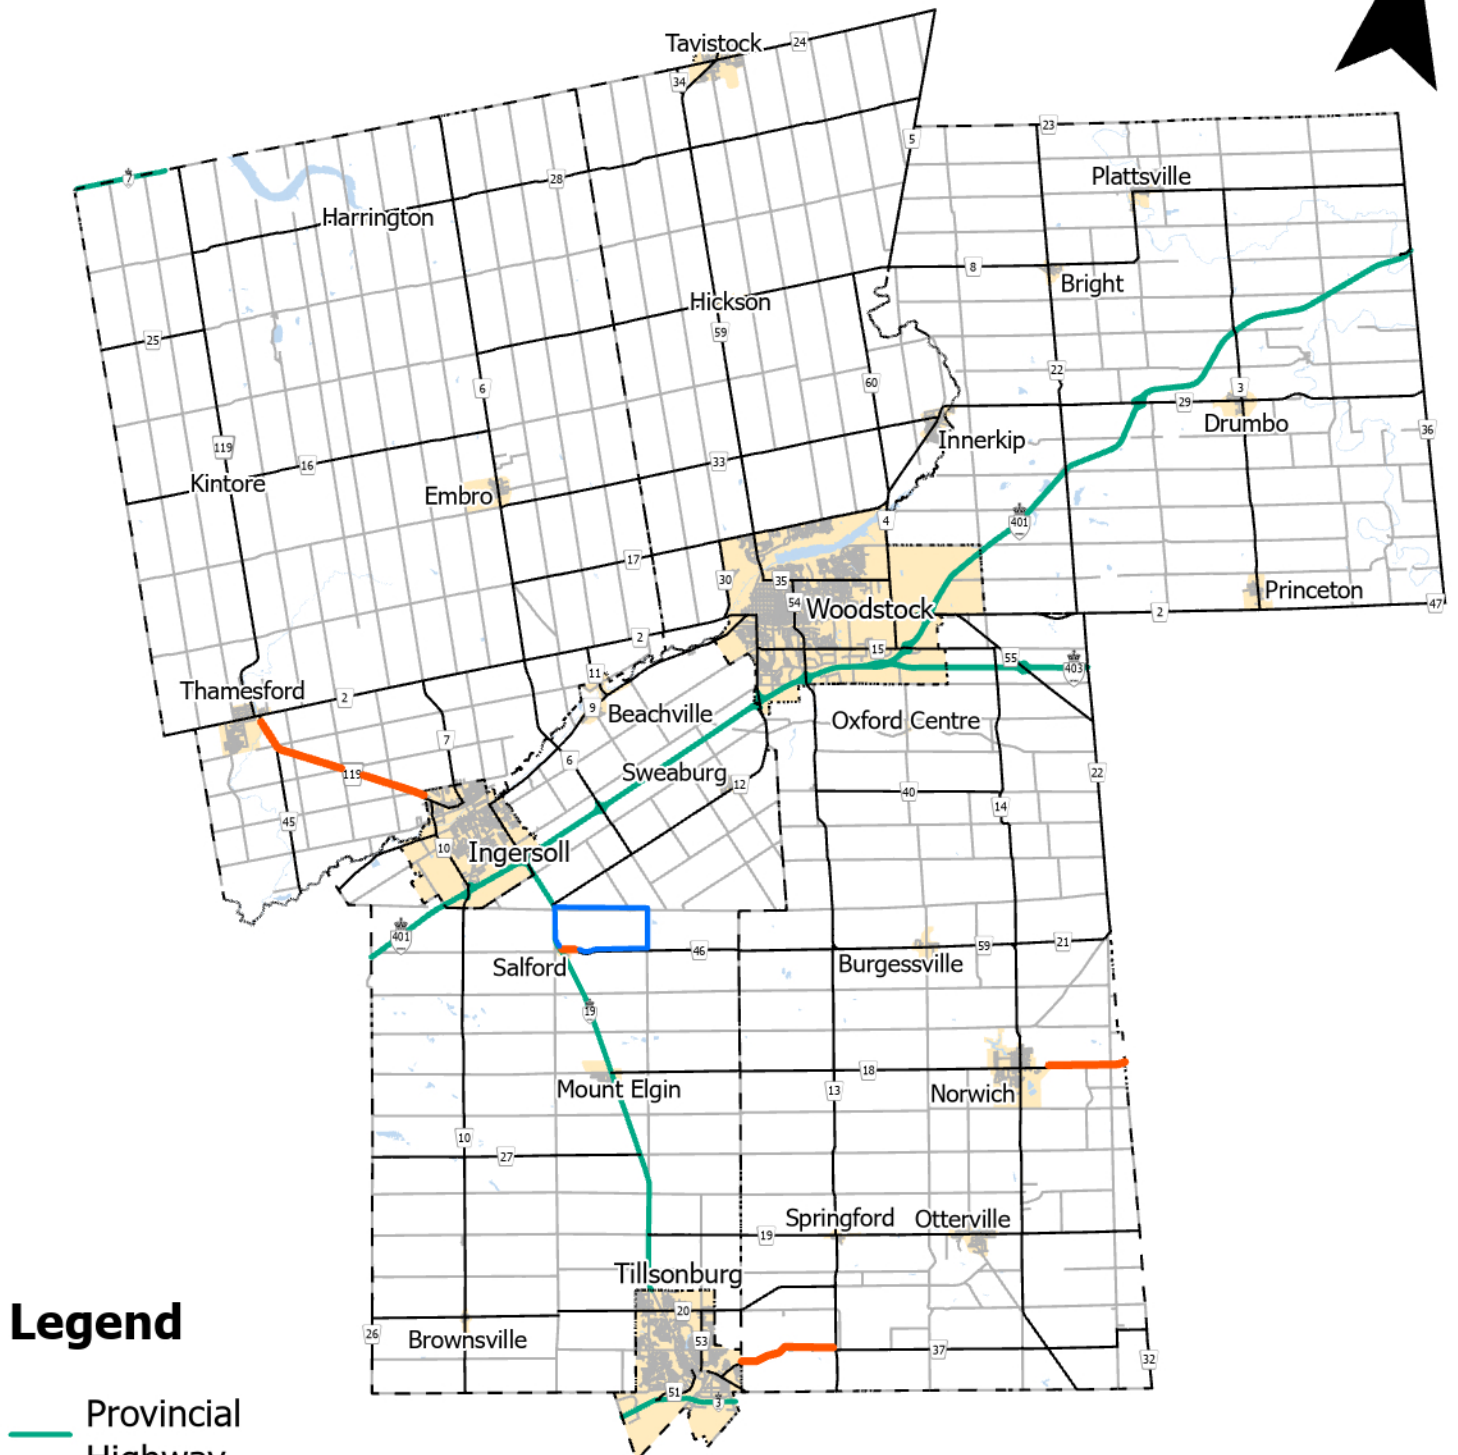 Tavistock
24
34
5
23
7
Plattsville
28
Harrington
8
Bright
Hickson
59
25
6
60
22
3
29
Drumbo
36
119
Innerkip
33
16
Kintore
Embro
4
401
17
30
35
54
Woodstock
Princeton
2
47
2
15
55
403
11
Thamesford
2
9
Beachville
Oxford Centre
7
6
119
Sweaburg
12
22
40
14
45
10
Ingersoll
401
46
59
21
Salford
Burgessville
19
18
Mount Elgin
13
Norwich
10
27
Springford
Otterville
19
Tillsonburg
Legend
20
26
Brownsville
53
37
32
51
3
Provincial
Highway